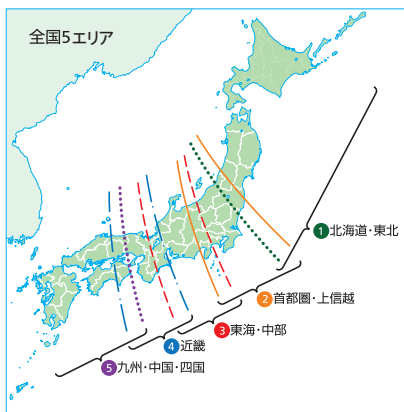 全国5エリア
1北海道・東北
2首都圏・上信越
3東海・中部
4近畿
5九州・中国・四国